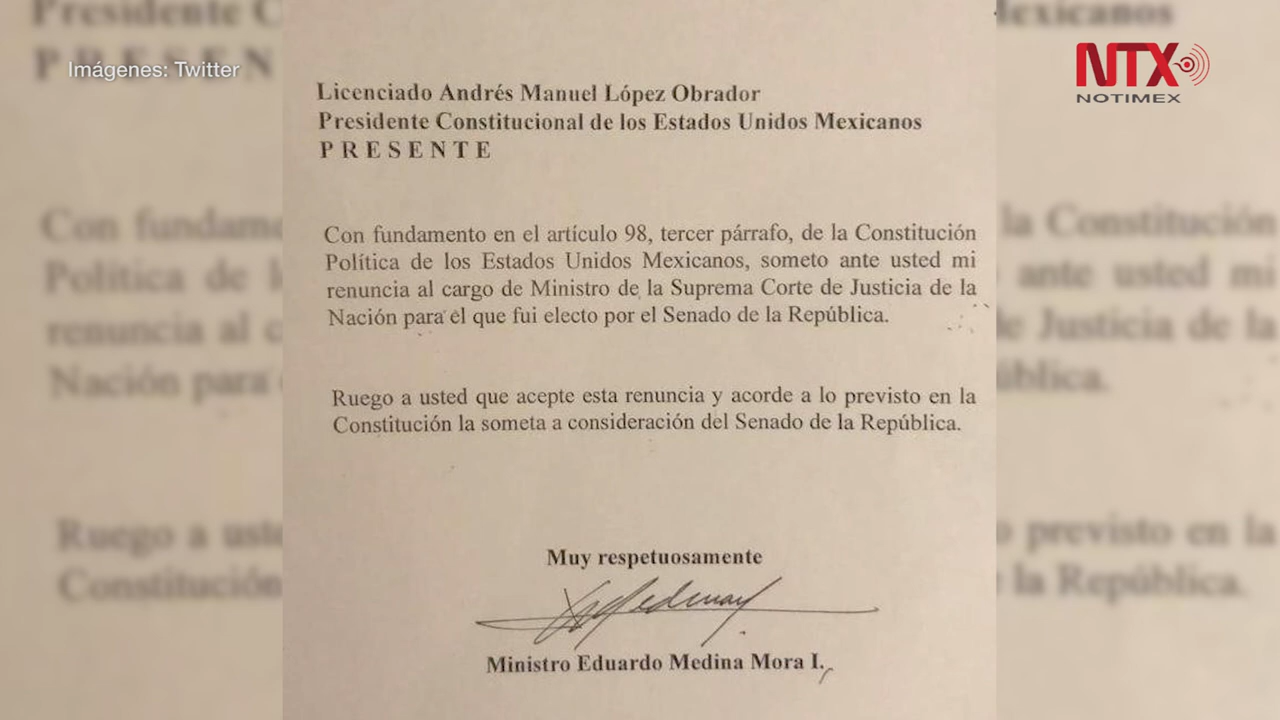 Imágenes: Twitter
NTX
NOTIMEX
Licenciado Andrés Manuel López Obrador
Presidente Constitucional de los Estados Unidos Mexicanos
P R E S E N T E
Con fundamento en el artículo 98, tercer párrafo, de la Constitución
Política de los Estados Unidos Mexicanos, someto ante usted mi
renuncia al cargo de Ministro de la Suprema Corte de Justicia de la
Nación para el que fui electo por el Senado de la República.
Ruego a usted que acepte esta renuncia y acorde a lo previsto en la
Constitución la someta a consideración del Senado de la República.
Muy respetuosamente
Ministro Eduardo Medina Mora I.